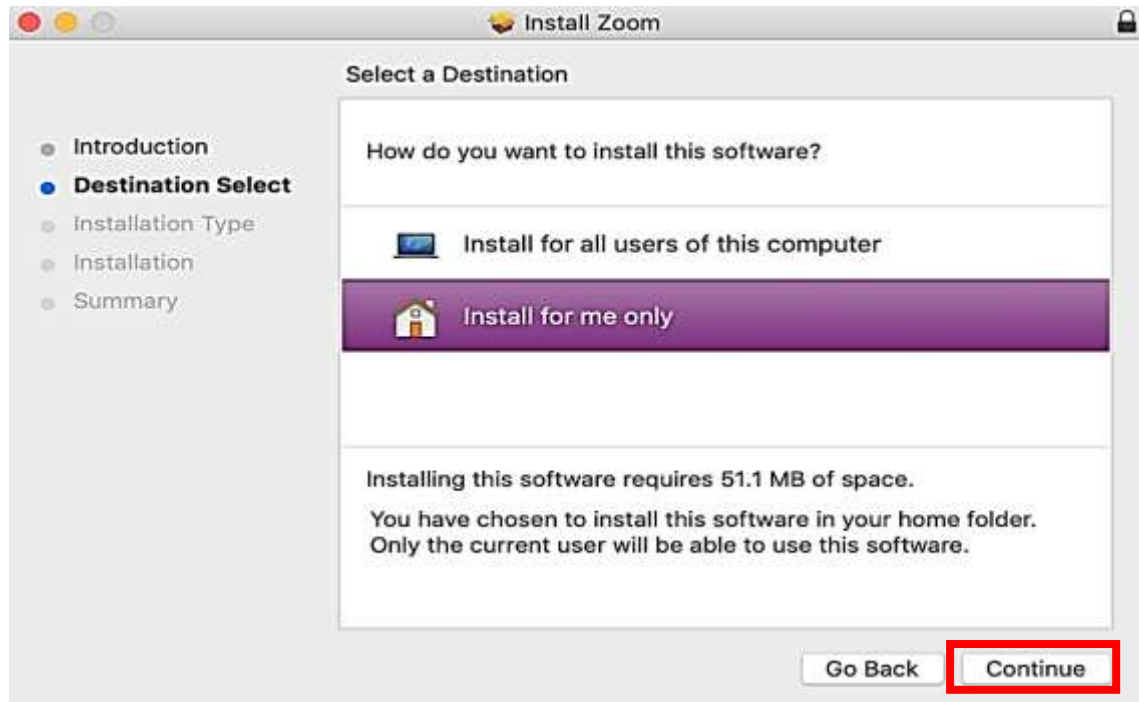 Install Zoom
Select a Destination
Introduction
Destination Select
Installation Type
Installation
Summary
How do you want to install this software?
Install for all users of this computer
Install for me only
Installing this software requires 51.1 MB of space.
You have chosen to install this software in your home folder.
Only the current user will be able to use this software.
Go Back
Continue